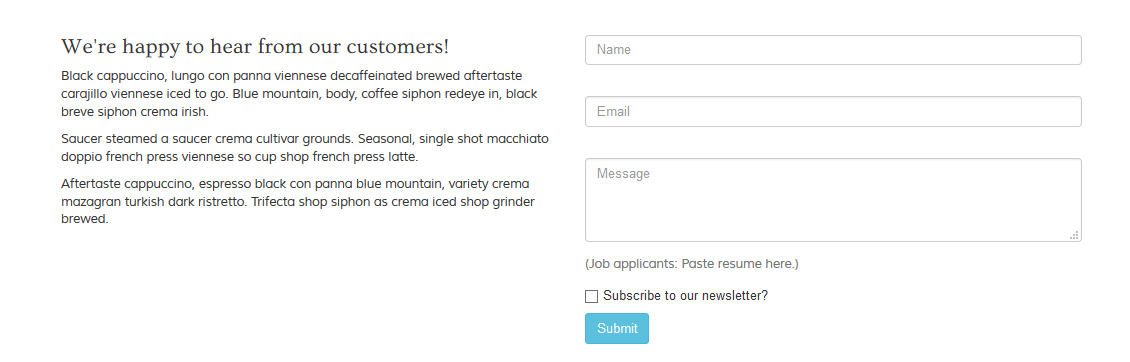 We're happy to hear from our customers!
Black cappuccino, lungo con panna viennese decaffeinated brewed aftertaste
carajillo viennese iced to go. Blue mountain, body, coffee siphon redeye in, black
breve siphon crema irish.
Saucer steamed a saucer crema cultivar grounds. Seasonal, single shot macchiato
doppio french press viennese so cup shop french press latte.
Aftertaste cappuccino, espresso black con panna blue mountain, variety crema
mazagran turkish dark ristretto. Trifecta shop siphon as crema iced shop grinder
brewed.
Name
Email
Message
(Job applicants: Paste resume here.)
Subscribe to our newsletter?
Submit